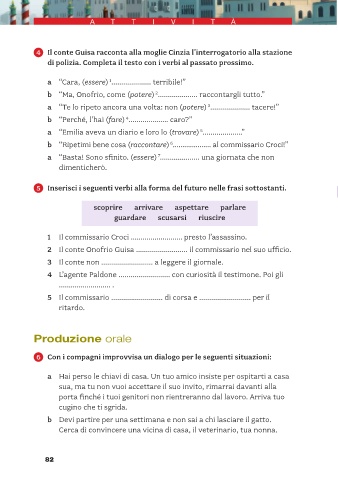 ATTIVITÀ
4 Il conte Guisa racconta alla moglie Cinzia l'interrogatorio alla stazione
di polizia. Completa il testo con i verbi al passato prossimo.
a "Cara, (essere) 1.................... terribile!"
b "Ma, Onofrio, come (potere) 2.................... raccontargli tutto."
a "Te lo ripeto ancora una volta: non (potere) 3.................... tacere!"
b "Perché, l'hai (fare) 4.................... caro?"
a "Emilia aveva un diario e loro lo (trovare) 5...................."
b "Ripetimi bene cosa (raccontare) 6.................... al commissario Croci!"
a "Basta! Sono sfinito. (essere) 7.................... una giornata che non
dimenticherò.
5 Inserisci i seguenti verbi alla forma del futuro nelle frasi sottostanti.
scoprire arrivare aspettare parlare
guardare scusarsi riuscire
1 Il commissario Croci .......................... presto l'assassino.
2 Il conte Onofrio Guisa .......................... il commissario nel suo ufficio.
3 Il conte non .......................... a leggere il giornale.
4 L'agente Paldone .......................... con curiosità il testimone. Poi gli
.......................... .
5 Il commissario .......................... di corsa e .......................... per il
ritardo.
Produzione orale
6 Con i compagni improvvisa un dialogo per le seguenti situazioni:
a Hai perso le chiavi di casa. Un tuo amico insiste per ospitarti a casa
sua, ma tu non vuoi accettare il suo invito, rimarrai davanti alla
porta finché i tuoi genitori non rientreranno dal lavoro. Arriva tuo
cugino che ti sgrida.
b Devi partire per una settimana e non sai a chi lasciare il gatto.
Cerca di convincere una vicina di casa, il veterinario, tua nonna.
82